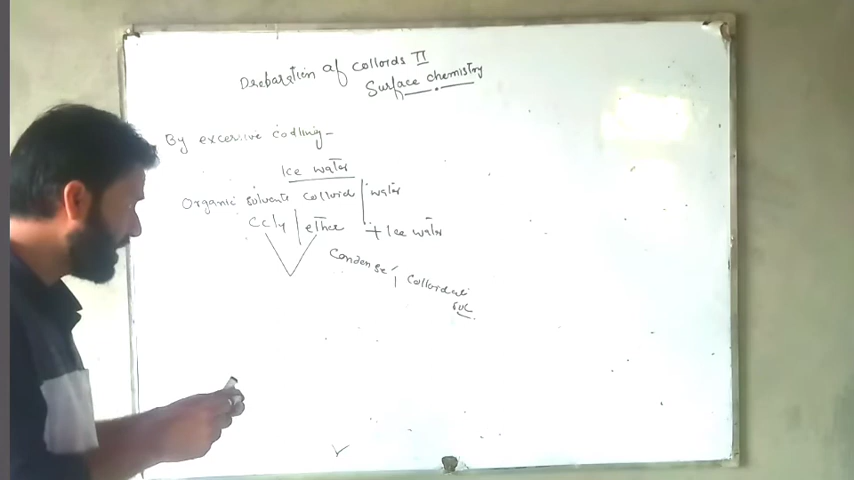 Preparation of Colloids II
Surface chemistry
By excessive cooling-
Ice water
Organic solvents colloid | water
CCl4 | ether + Ice water
Condense
Colloidal